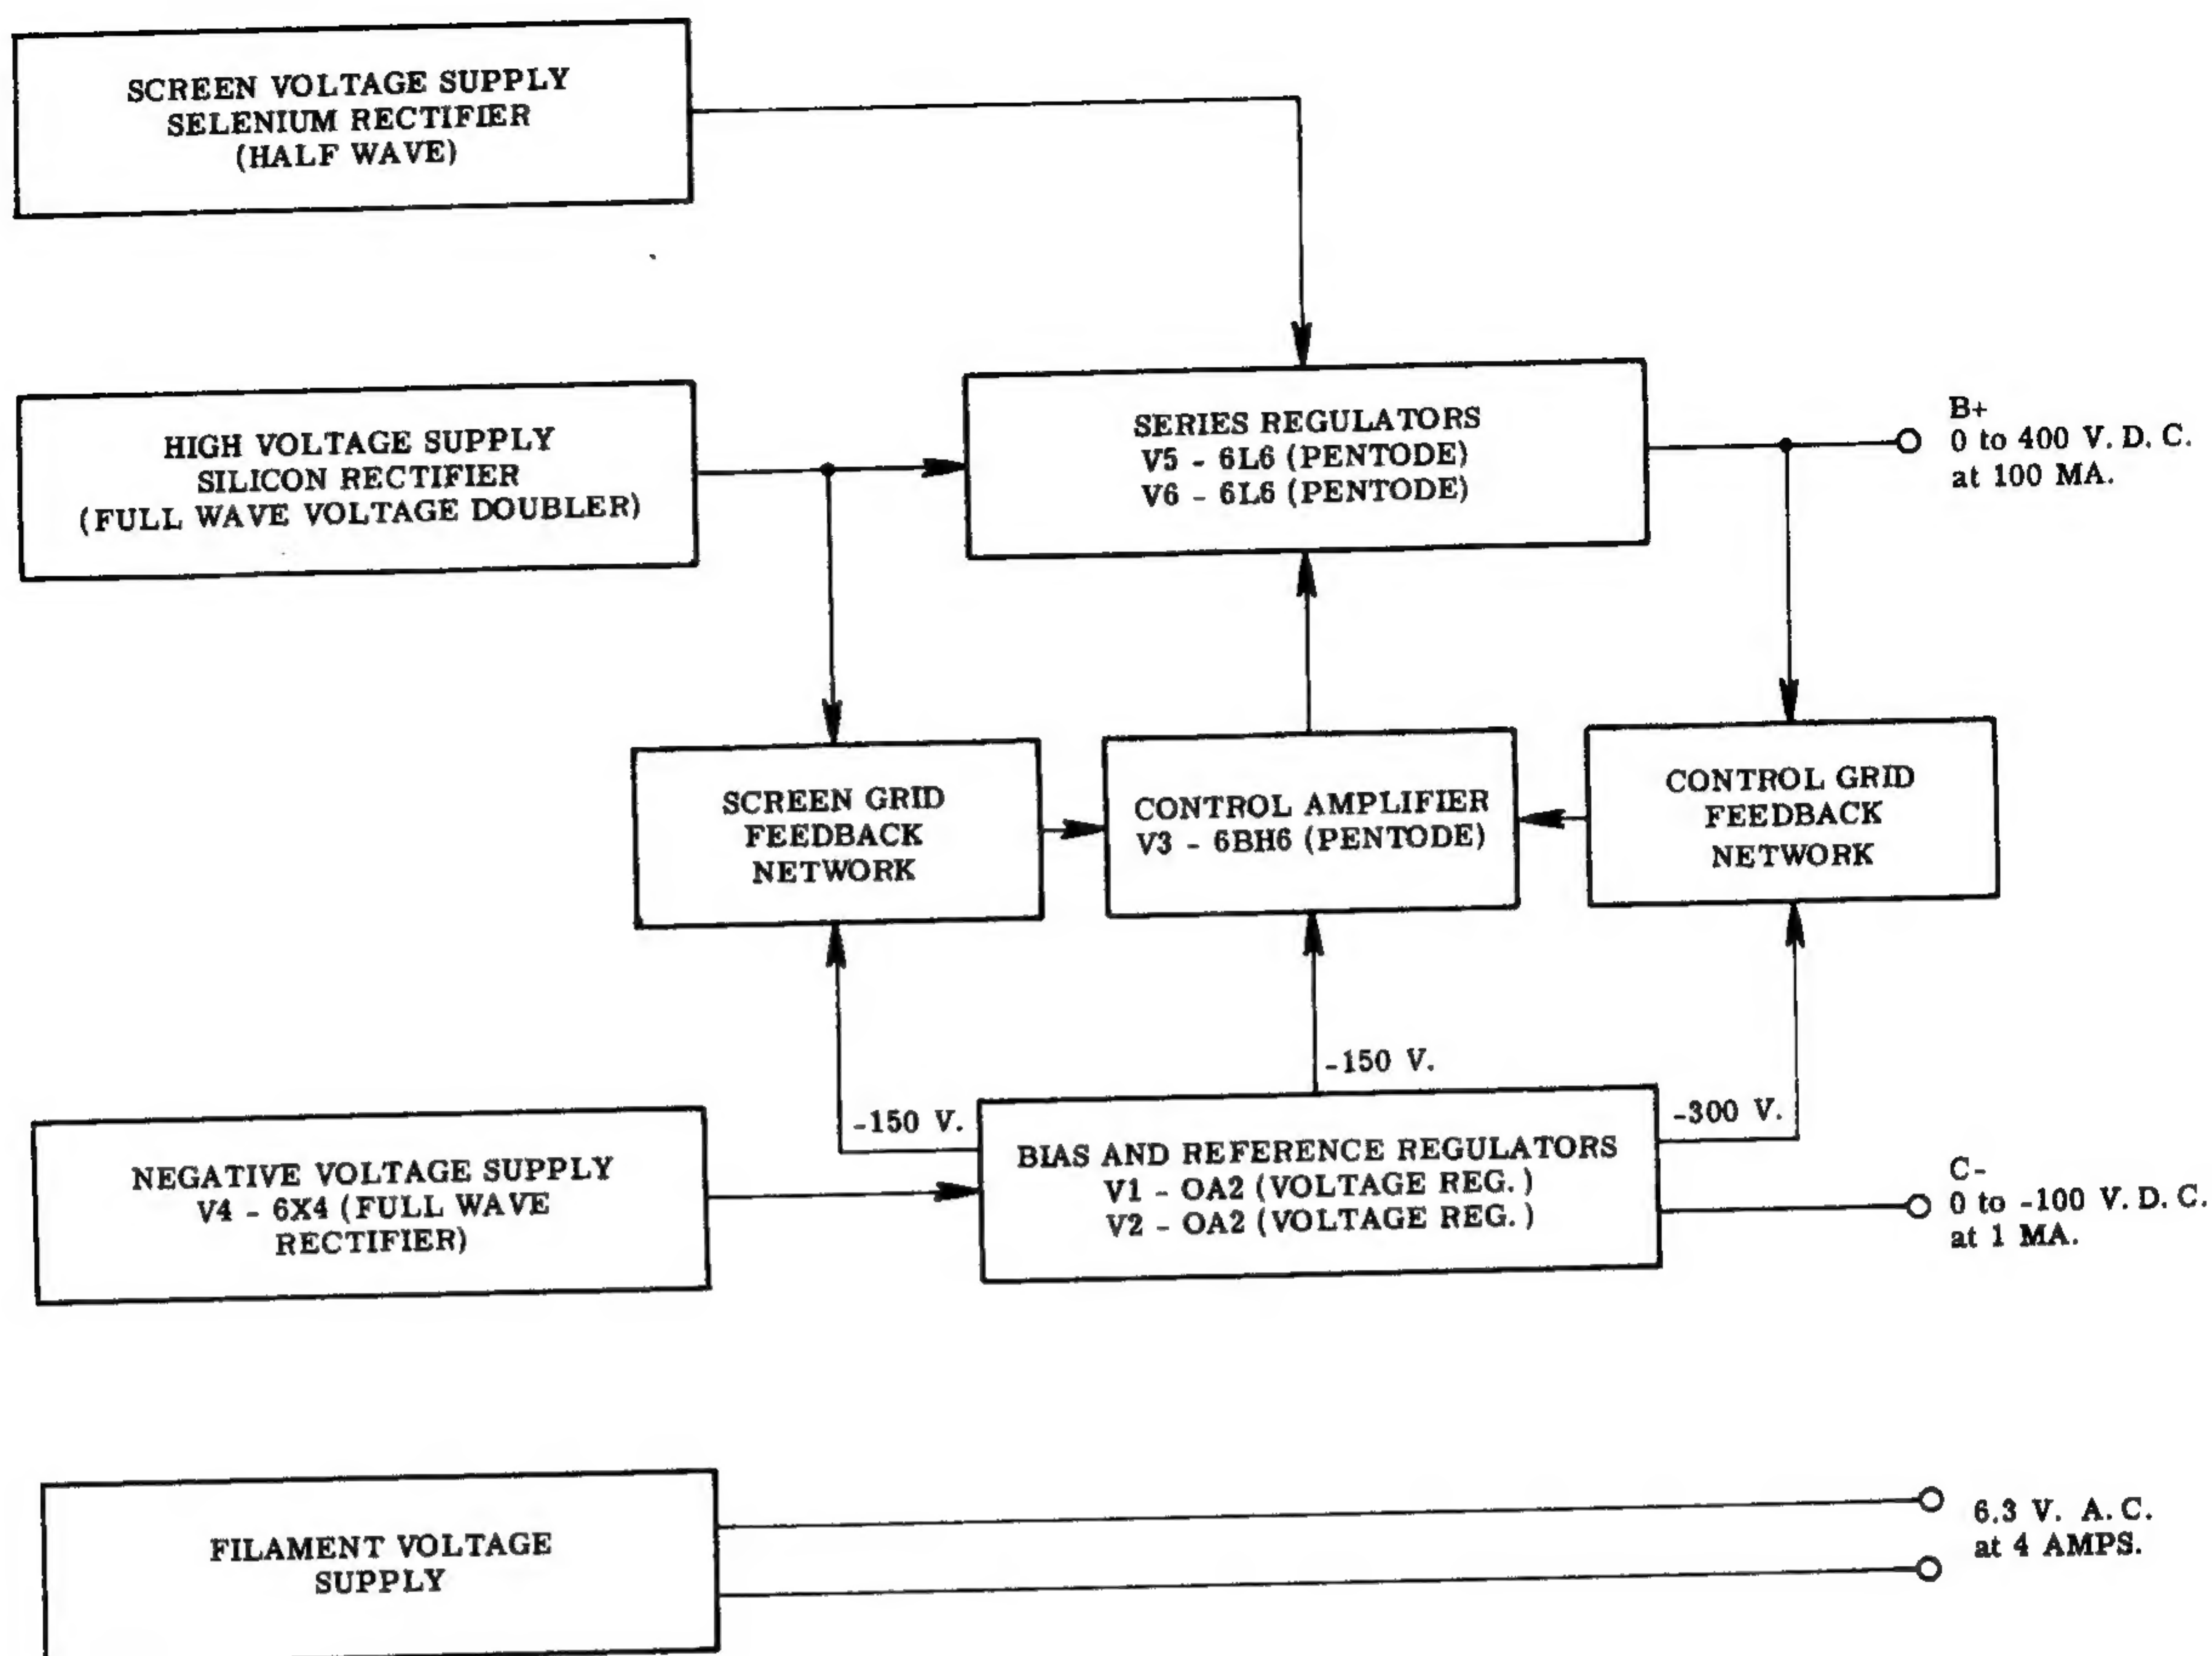 SCREEN VOLTAGE SUPPLY
SELENIUM RECTIFIER
(HALF WAVE)
HIGH VOLTAGE SUPPLY
SILICON RECTIFIER
(FULL WAVE VOLTAGE DOUBLER)
SERIES REGULATORS
V5 - 6L6 (PENTODE)
V6 - 6L6 (PENTODE)
B+
0 to 400 V. D. C.
at 100 MA.
SCREEN GRID
FEEDBACK
NETWORK
CONTROL AMPLIFIER
V3 - 6BH6 (PENTODE)
CONTROL GRID
FEEDBACK
NETWORK
-150 V.
-150 V.
-300 V.
NEGATIVE VOLTAGE SUPPLY
V4 - 6X4 (FULL WAVE
RECTIFIER)
BIAS AND REFERENCE REGULATORS
V1 - OA2 (VOLTAGE REG. )
V2 - OA2 (VOLTAGE REG. )
C-
0 to -100 V. D. C.
at 1 MA.
FILAMENT VOLTAGE
SUPPLY
6.3 V. A. C.
at 4 AMPS.